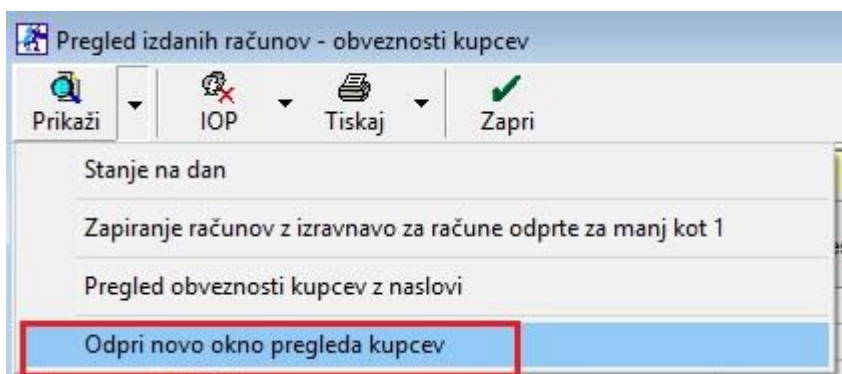 Pregled izdanih računov - obveznosti kupcev
Prikaži IOP Tiskaj Zapri
Stanje na dan
Zapiranje računov z izravnavo za račune odprte za manj kot 1
Pregled obveznosti kupcev z naslovi
Odpri novo okno pregleda kupcev